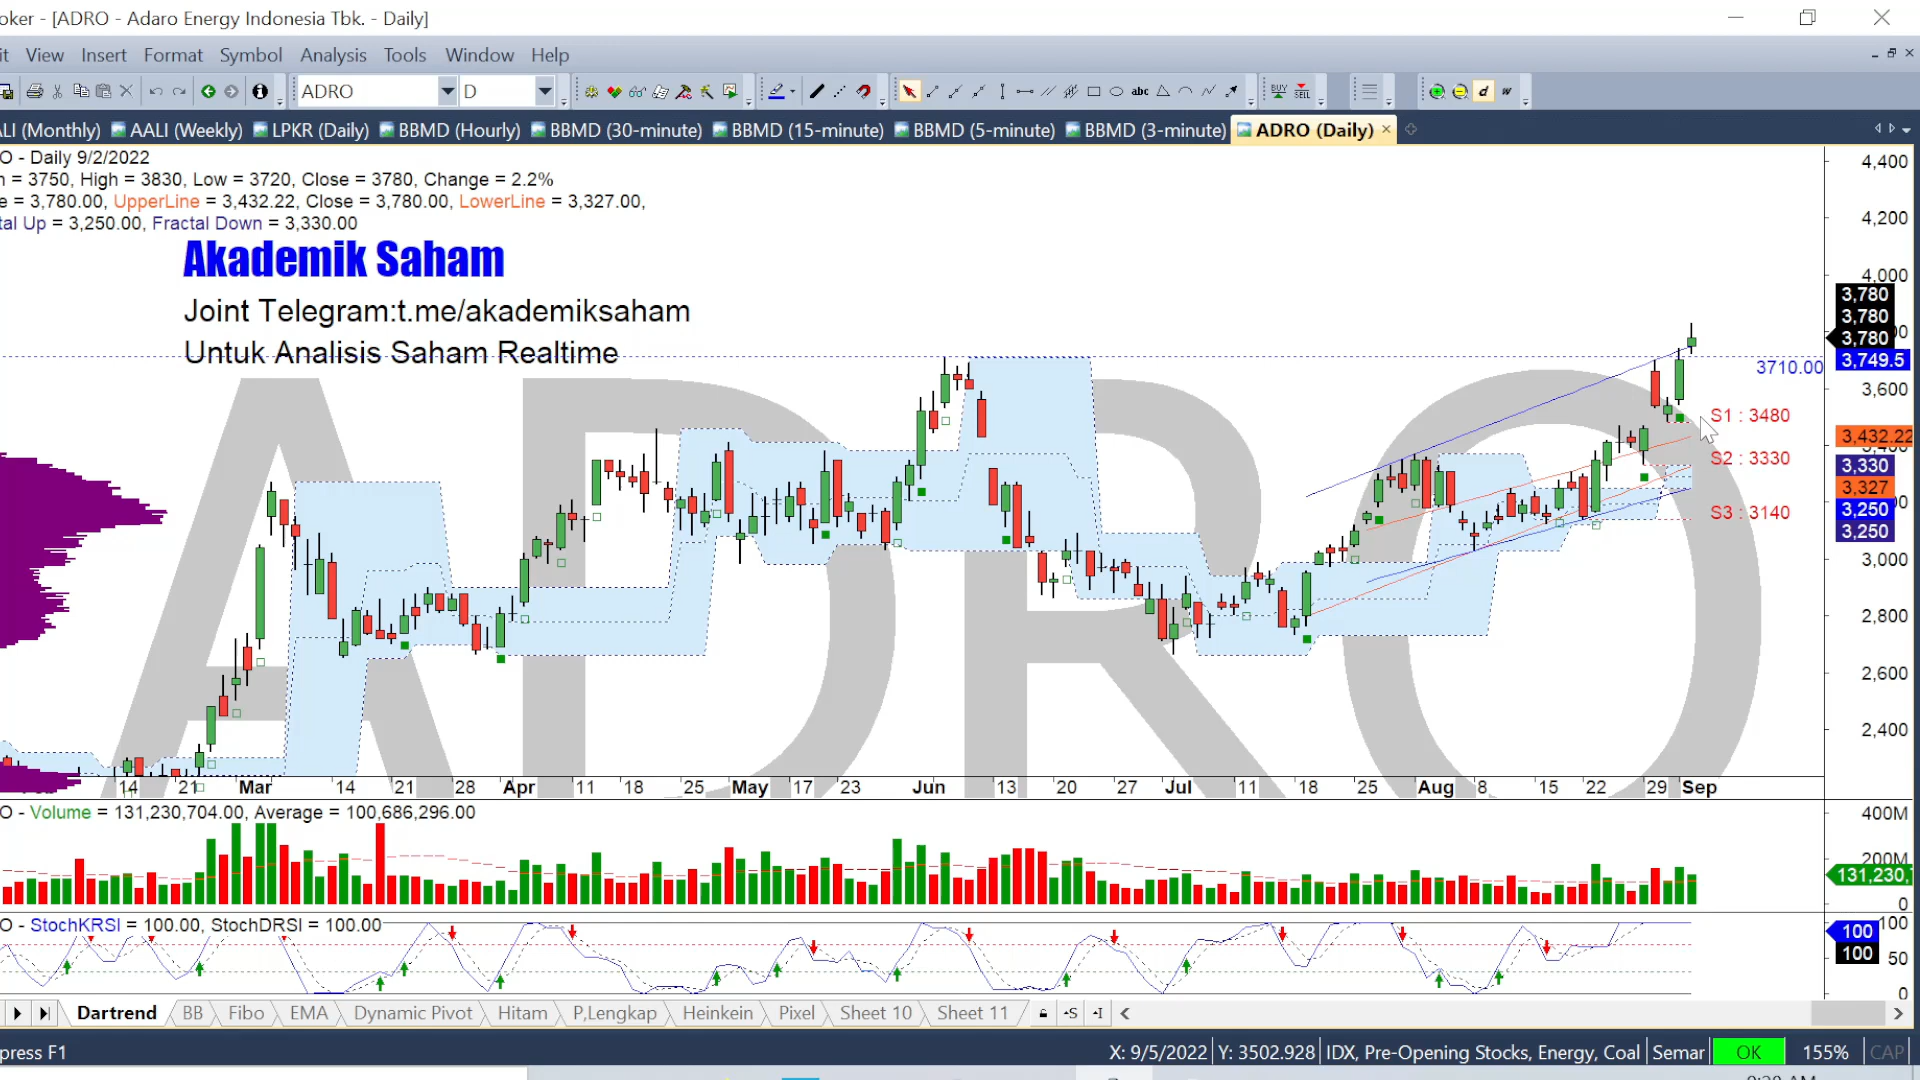 oker - [ADRO - Adaro Energy Indonesia Tbk. - Daily]
it View Insert Format Symbol Analysis Tools Window Help
ADRO D abc BUY SELL d w
ALI (Monthly) AALI (Weekly) LPKR (Daily) BBMD (Hourly) BBMD (30-minute) BBMD (15-minute) BBMD (5-minute) BBMD (3-minute) ADRO (Daily)
O - Daily 9/2/2022
n = 3750, High = 3830, Low = 3720, Close = 3780, Change = 2.2%
e = 3,780.00, UpperLine = 3,432.22, Close = 3,780.00, LowerLine = 3,327.00,
tal Up = 3,250.00, Fractal Down = 3,330.00
Akademik Saham
Joint Telegram:t.me/akademiksaham
Untuk Analisis Saham Realtime
ADRO
4,400
4,200
4,000
3,780
3,780
3,780
3,749.5
3710.00
3,600
S1 : 3480
3,432.22
S2 : 3330
3,330
3,327
3,250
S3 : 3140
3,250
3,000
2,800
2,600
2,400
14 21 Mar 14 21 28 Apr 11 18 25 May 17 23 Jun 13 20 27 Jul 11 18 25 Aug 8 15 22 29 Sep
O - Volume = 131,230,704.00, Average = 100,686,296.00
400M
200M
131,230,
0
O - StochKRSI = 100.00, StochDRSI = 100.00
100
100
100
50
0
Dartrend BB Fibo EMA Dynamic Pivot Hitam P,Lengkap Heinkein Pixel Sheet 10 Sheet 11 -S -I
press F1
X: 9/5/2022 Y: 3502.928 IDX, Pre-Opening Stocks, Energy, Coal Semar OK 155% CAP